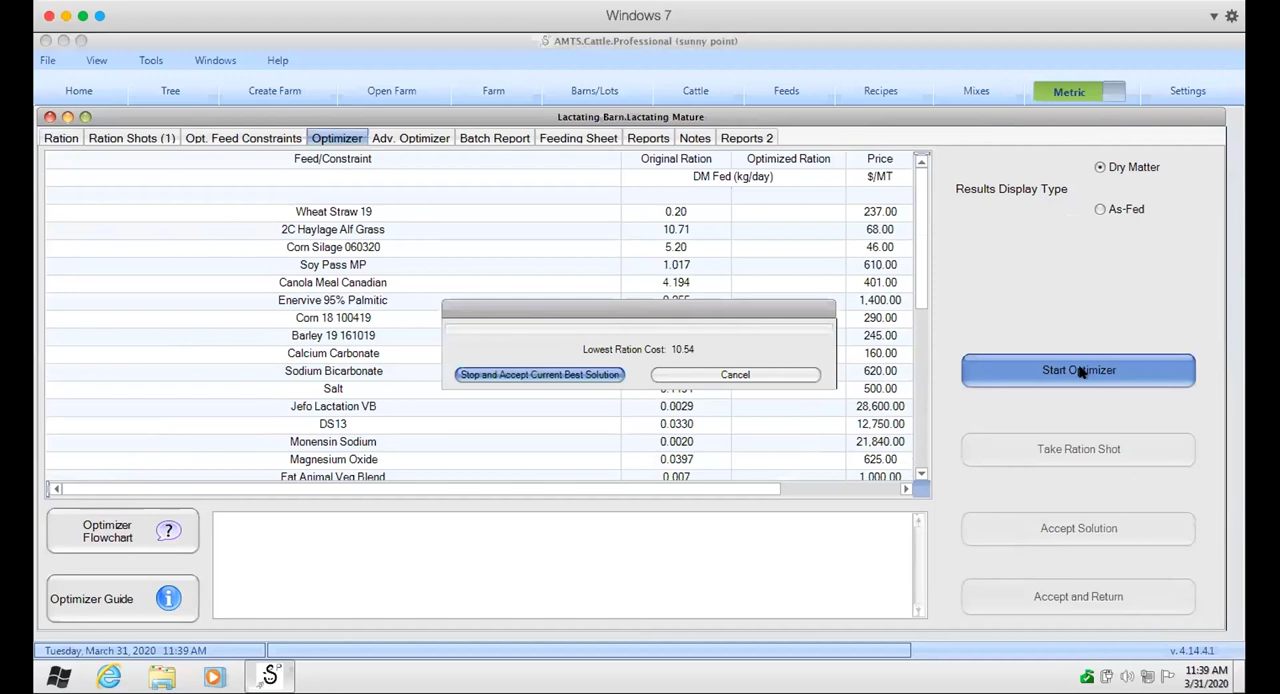 Windows 7
AMTS.Cattle.Professional (sunny point)
File View Tools Windows Help
Home Tree Create Farm Open Farm Farm Barns/Lots Cattle Feeds Recipes Mixes Metric Settings
Lactating Barn.Lactating Mature
Ration Ration Shots (1) Opt. Feed Constraints Optimizer Adv. Optimizer Batch Report Feeding Sheet Reports Notes Reports 2
Feed/Constraint Original Ration Optimized Ration Price
DM Fed (kg/day) $/MT
Wheat Straw 19 0.20 237.00
2C Haylage Alf Grass 10.71 68.00
Corn Silage 060320 5.20 46.00
Soy Pass MP 1.017 610.00
Canola Meal Canadian 4.194 401.00
Enervive 95% Palmitic 1,400.00
Corn 18 100419 290.00
Barley 19 161019 245.00
Calcium Carbonate 160.00
Sodium Bicarbonate 620.00
Salt 500.00
Jefo Lactation VB 0.0029 28,600.00
DS13 0.0330 12,750.00
Monensin Sodium 0.0020 21,840.00
Magnesium Oxide 0.0397 625.00
Fat Animal Veg Blend 0.007 1,000.00
Lowest Ration Cost: 10.54
Stop and Accept Current Best Solution Cancel
Results Display Type
Dry Matter
As-Fed
Start Optimizer
Take Ration Shot
Accept Solution
Accept and Return
Optimizer
Flowchart ?
Optimizer Guide i
Tuesday, March 31, 2020 11:39 AM
v. 4.14.4.1
11:39 AM
3/31/2020